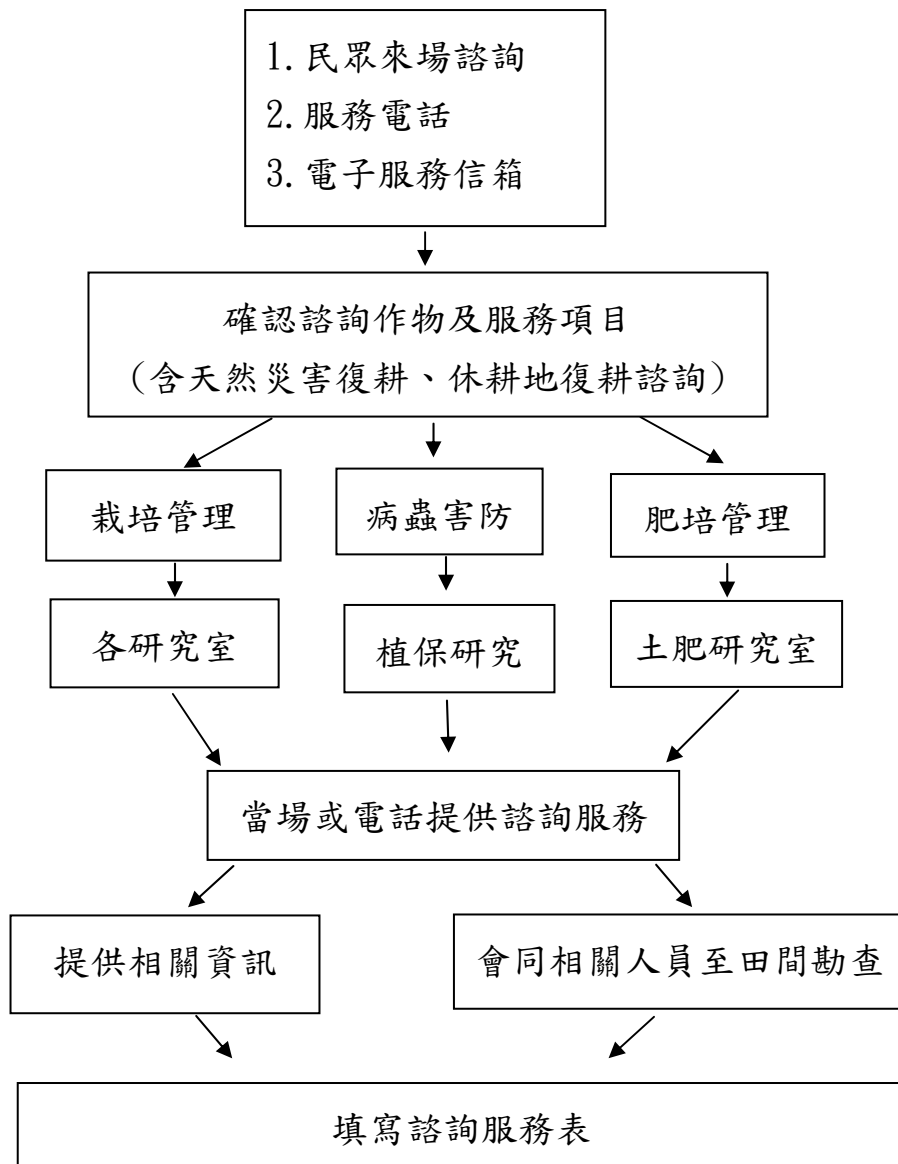 1. 民眾來場諮詢
2. 服務電話
3. 電子服務信箱
確認諮詢作物及服務項目
（含天然災害復耕、休耕地復耕諮詢）
栽培管理
病蟲害防
肥培管理
各研究室
植保研究
土肥研究室
當場或電話提供諮詢服務
提供相關資訊
會同相關人員至田間勘查
填寫諮詢服務表